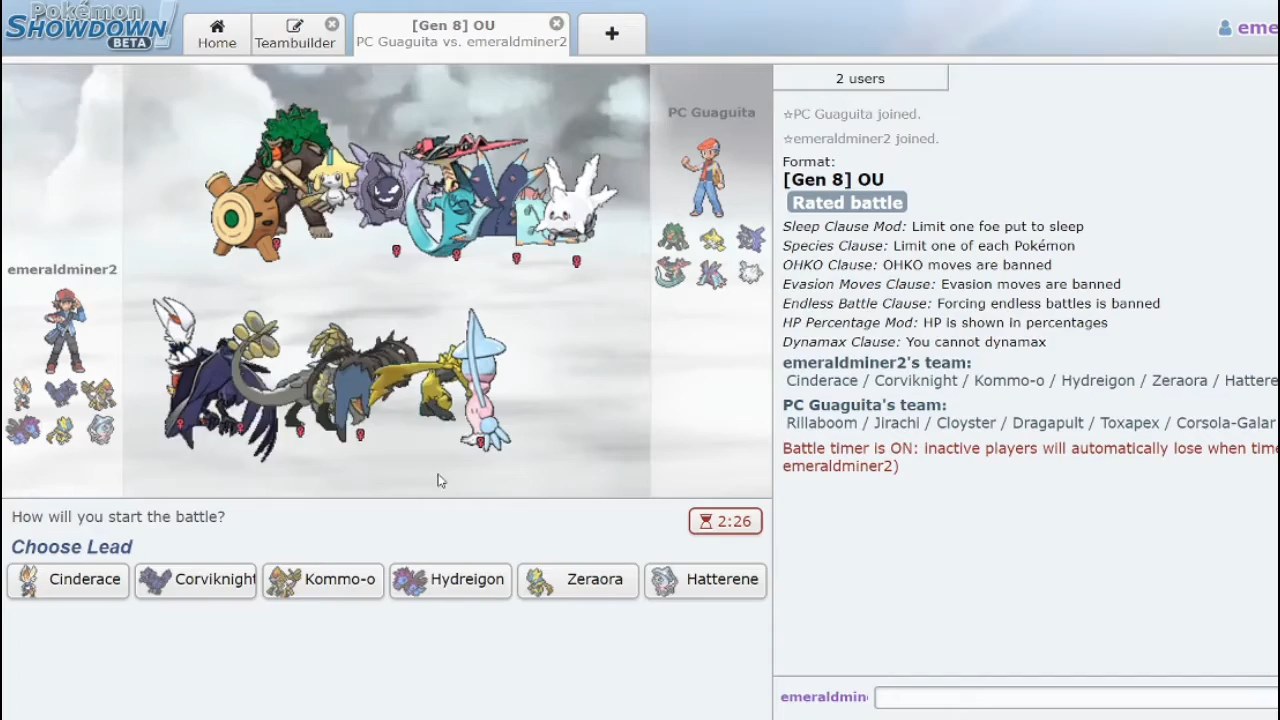 Pokémon
SHOWDOWN!
BETA
Home
Teambuilder
[Gen 8] OU
PC Guaguita vs. emeraldminer2
+
eme
PC Guaguita
emeraldminer2
2 users
☆PC Guaguita joined.
☆emeraldminer2 joined.
Format:
[Gen 8] OU
Rated battle
Sleep Clause Mod: Limit one foe put to sleep
Species Clause: Limit one of each Pokémon
OHKO Clause: OHKO moves are banned
Evasion Moves Clause: Evasion moves are banned
Endless Battle Clause: Forcing endless battles is banned
HP Percentage Mod: HP is shown in percentages
Dynamax Clause: You cannot dynamax
emeraldminer2's team:
Cinderace / Corviknight / Kommo-o / Hydreigon / Zeraora / Hattere
PC Guaguita's team:
Rillaboom / Jirachi / Cloyster / Dragapult / Toxapex / Corsola-Galar
Battle timer is ON: inactive players will automatically lose when time
emeraldminer2)
How will you start the battle?
2:26
Choose Lead
Cinderace Corviknight Kommo-o Hydreigon Zeraora Hatterene
emeraldmin